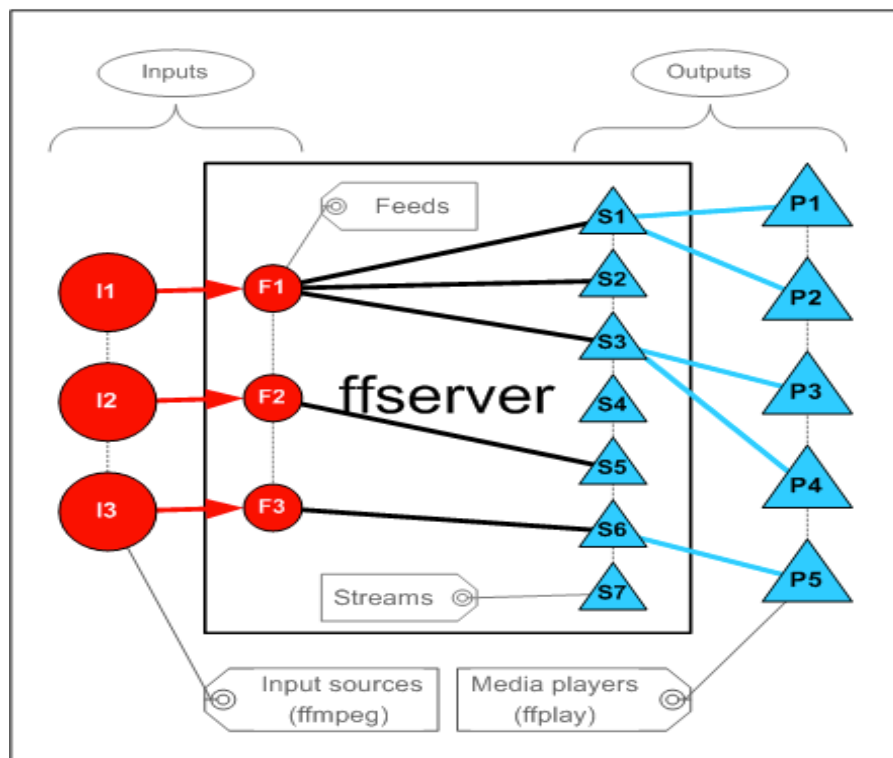 Inputs
Outputs
Feeds
S1
P1
I1
F1
S2
P2
S3
I2
F2
ffserver
S4
P3
S5
P4
I3
F3
S6
Streams
S7
P5
Input sources
(ffmpeg)
Media players
(ffplay)